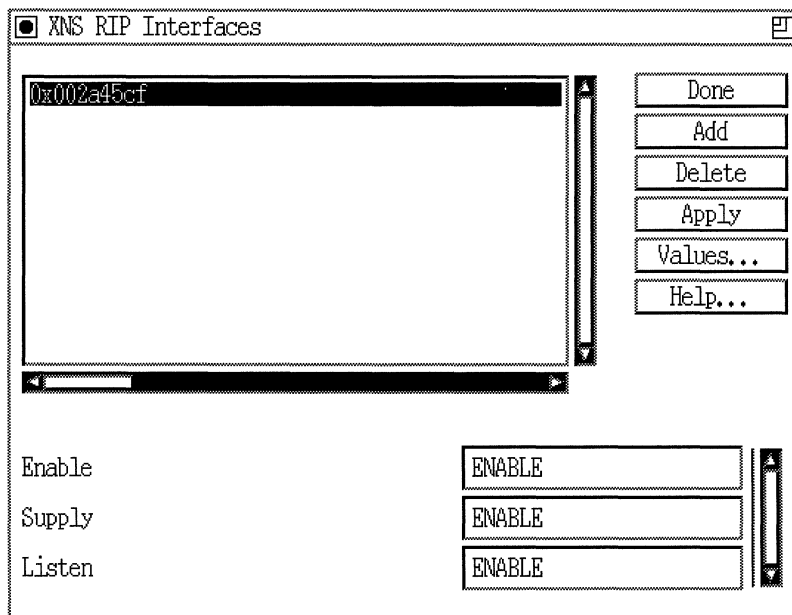 XNS RIP Interfaces
0x002a45cf
Done
Add
Delete
Apply
Values...
Help...
Enable ENABLE
Supply ENABLE
Listen ENABLE